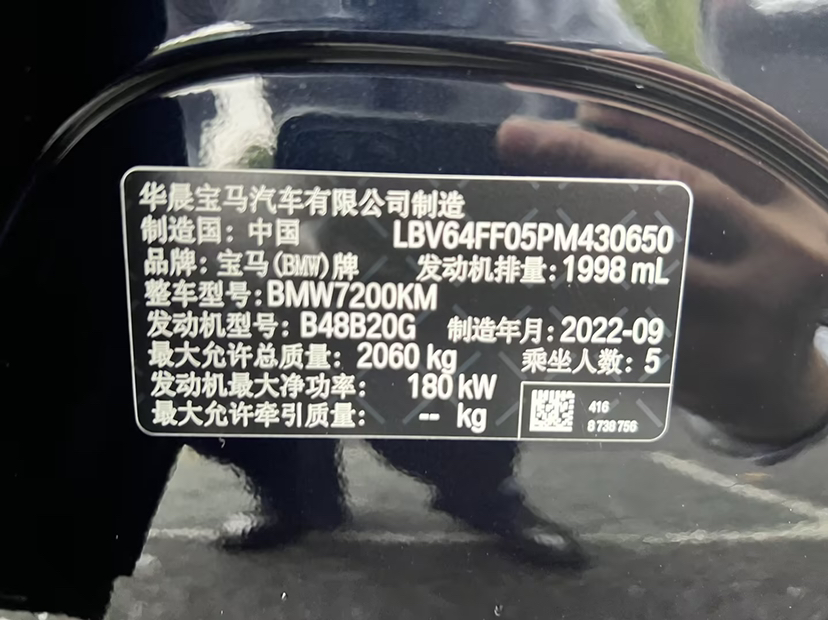 华晨宝马汽车有限公司制造
制造国：中国 LBV64FF05PM430650
品牌：宝马(BMW)牌 发动机排量：1998 mL
整车型号：BMW7200KM
发动机型号：B48B20G 制造年月：2022-09
最大允许总质量：2060 kg 乘坐人数：5
发动机最大净功率： 180 kW
最大允许牵引质量： -- kg
416
8 738 756